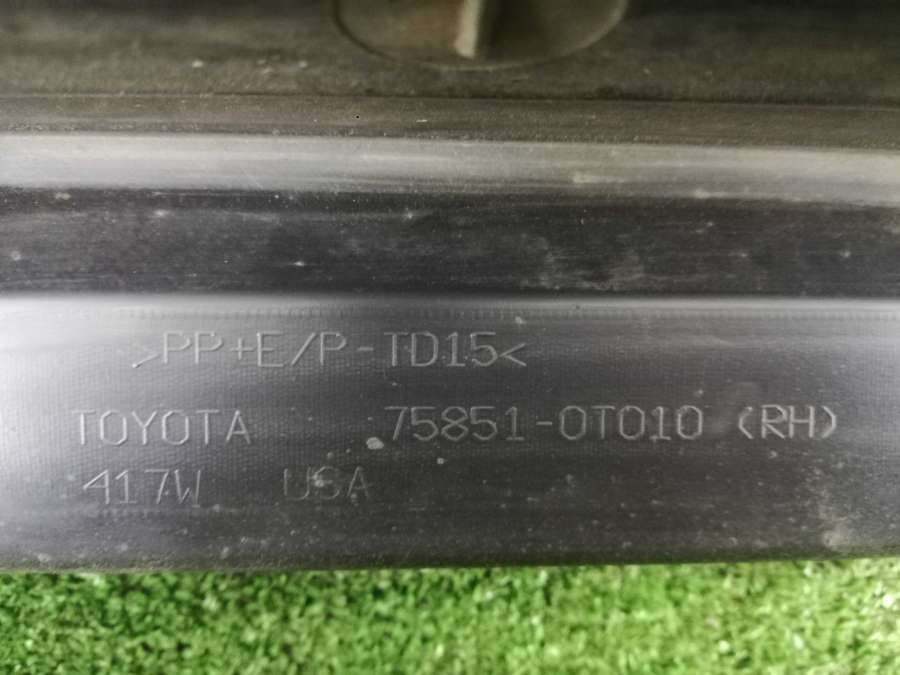 >PP+E/P-TD15<
TOYOTA 75851-0T010 (RH)
417W USA